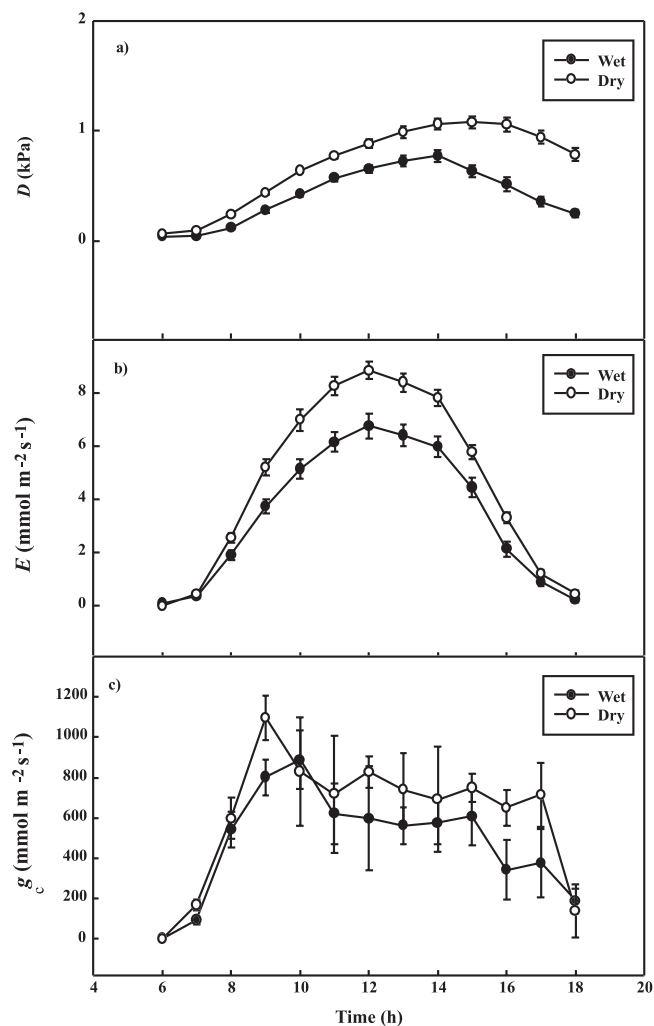 2
a)
Wet
Dry
1
D (kPa)
0
b)
Wet
Dry
8
6
E (mmol m-2 s-1)
4
2
0
c)
Wet
Dry
1200
1000
800
gc (mmol m-2 s-1)
600
400
200
0
4 6 8 10 12 14 16 18 20
Time (h)